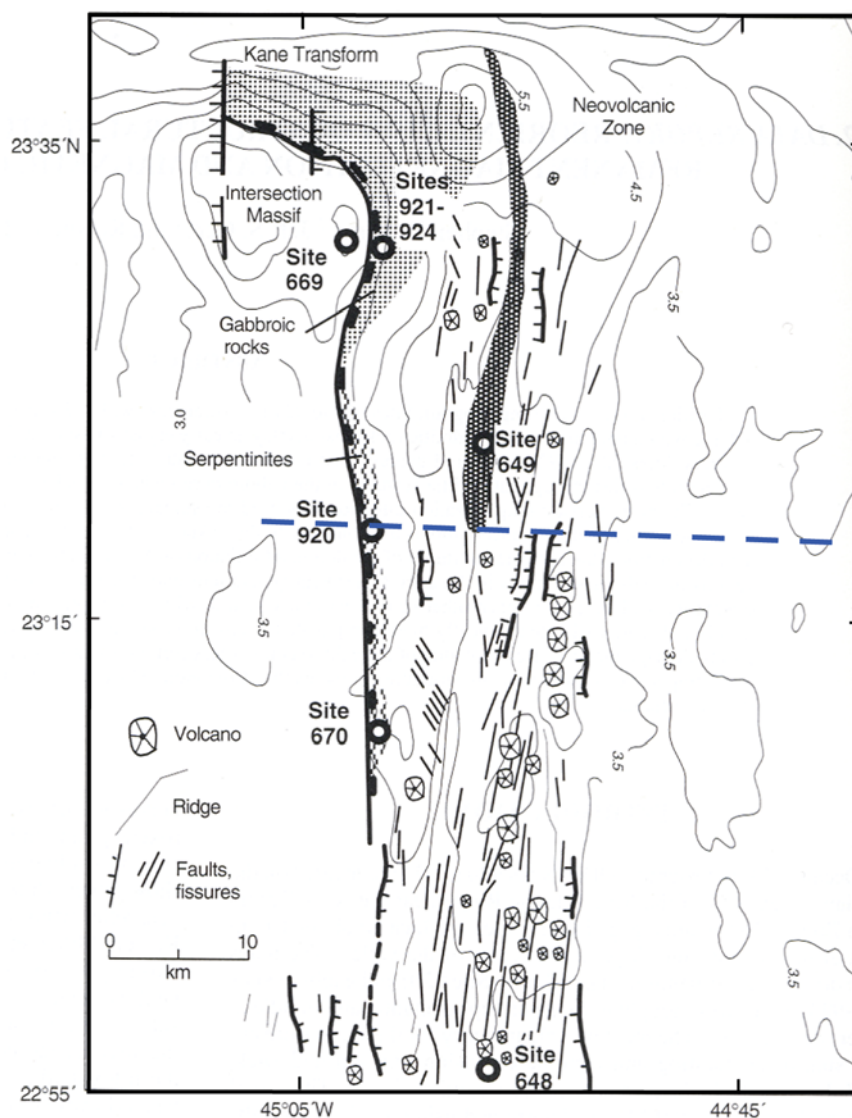 Kane Transform
5.5
Neovolcanic
Zone
23°35´N
4.5
Intersection
Massif
Sites
921-
924
Site
669
3.5
Gabbroic
rocks
3.0
Serpentinites
Site
649
Site
920
23°15´
3.5
3.5
Site
670
Volcano
3.5
Ridge
Faults,
fissures
0 10
km
3.5
Site
648
22°55´
45°05´W
44°45´